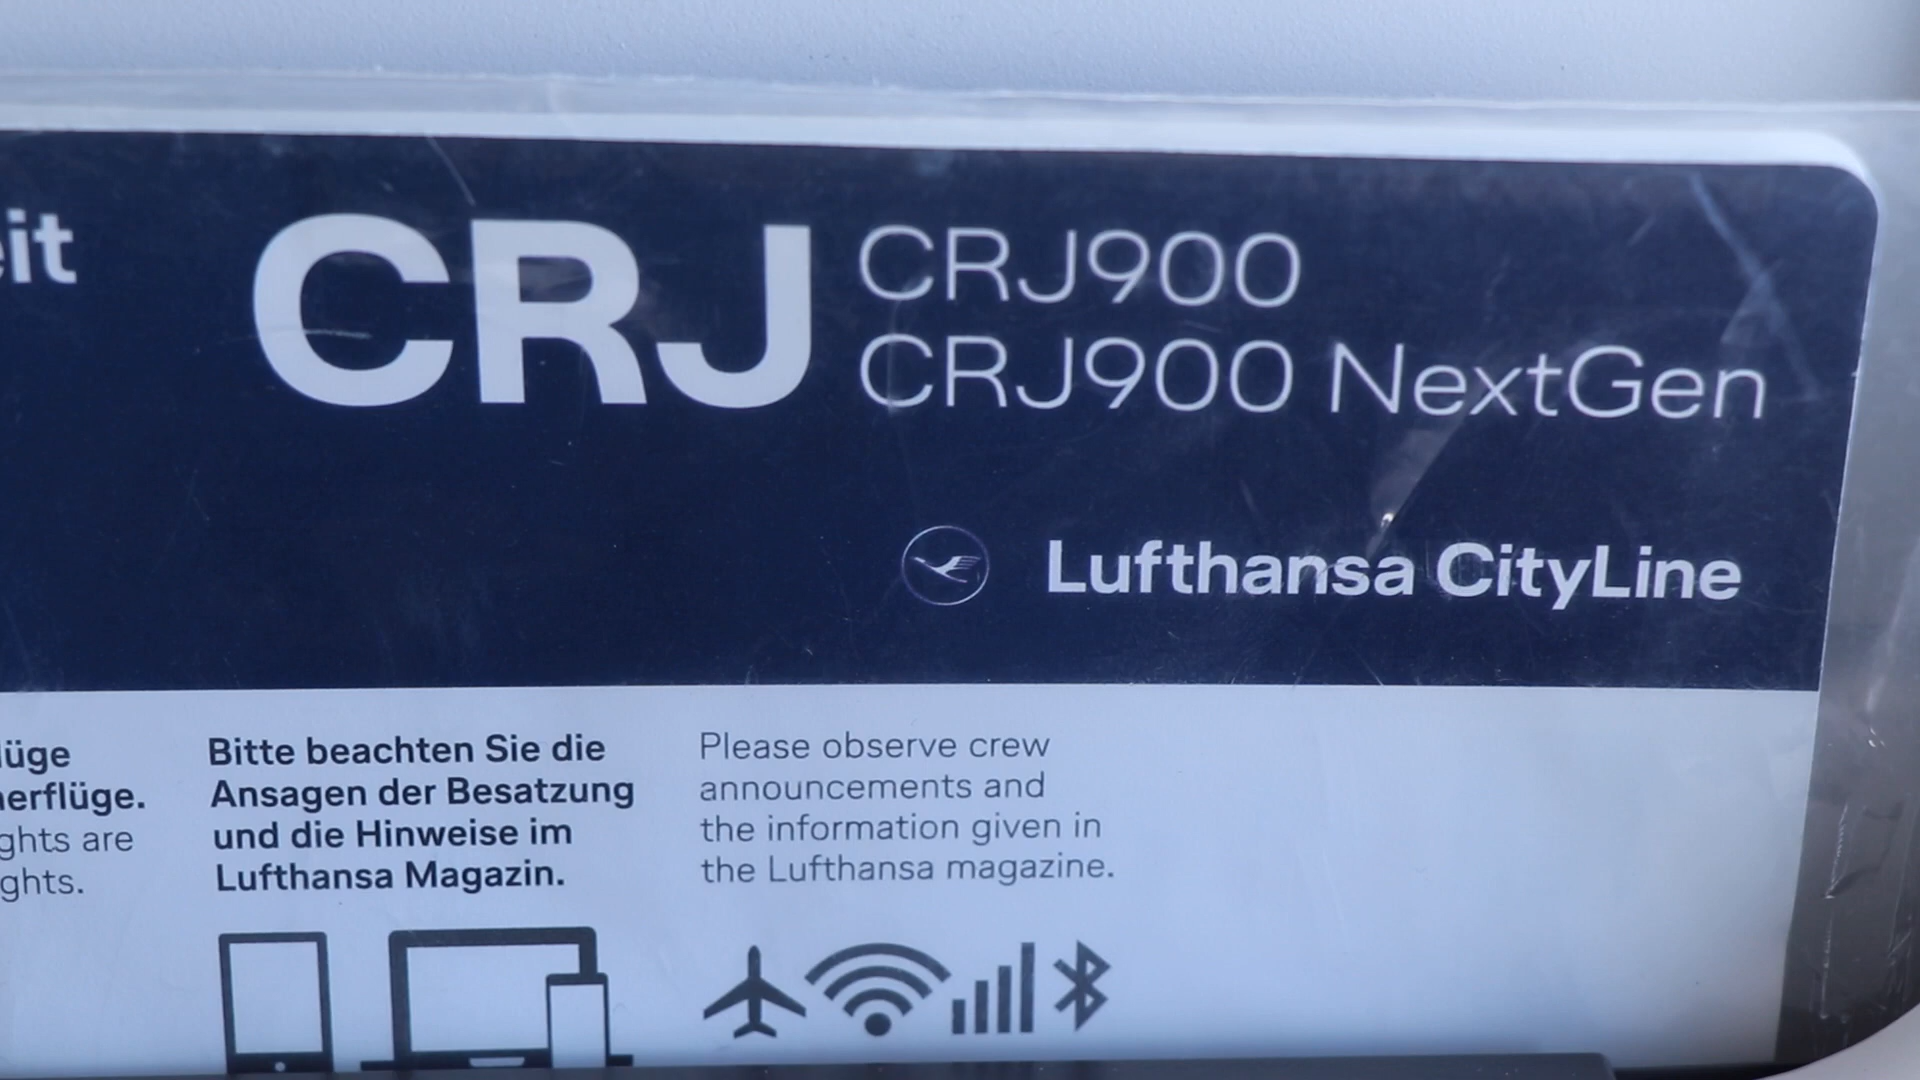 eit
CRJ
CRJ900
CRJ900 NextGen
Lufthansa CityLine
lüge
erflüge.
ghts are
ghts.
Bitte beachten Sie die
Ansagen der Besatzung
und die Hinweise im
Lufthansa Magazin.
Please observe crew
announcements and
the information given in
the Lufthansa magazine.